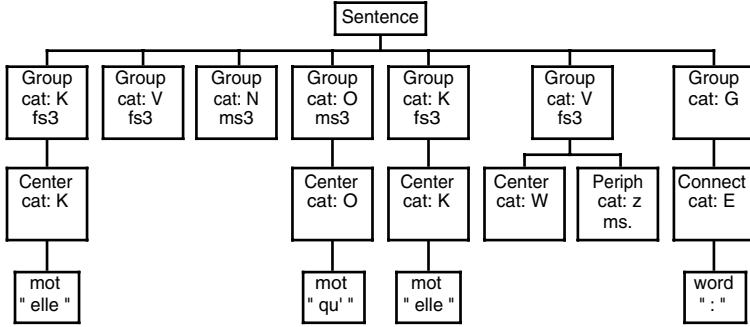 Sentence
Group
cat: K
fs3
Group
cat: V
fs3
Group
cat: N
ms3
Group
cat: O
ms3
Group
cat: K
fs3
Group
cat: V
fs3
Group
cat: G
Center
cat: K
Center
cat: O
Center
cat: K
Center
cat: W
Periph
cat: z
ms.
Connect
cat: E
mot
" elle "
mot
" qu' "
mot
" elle "
word
" : "